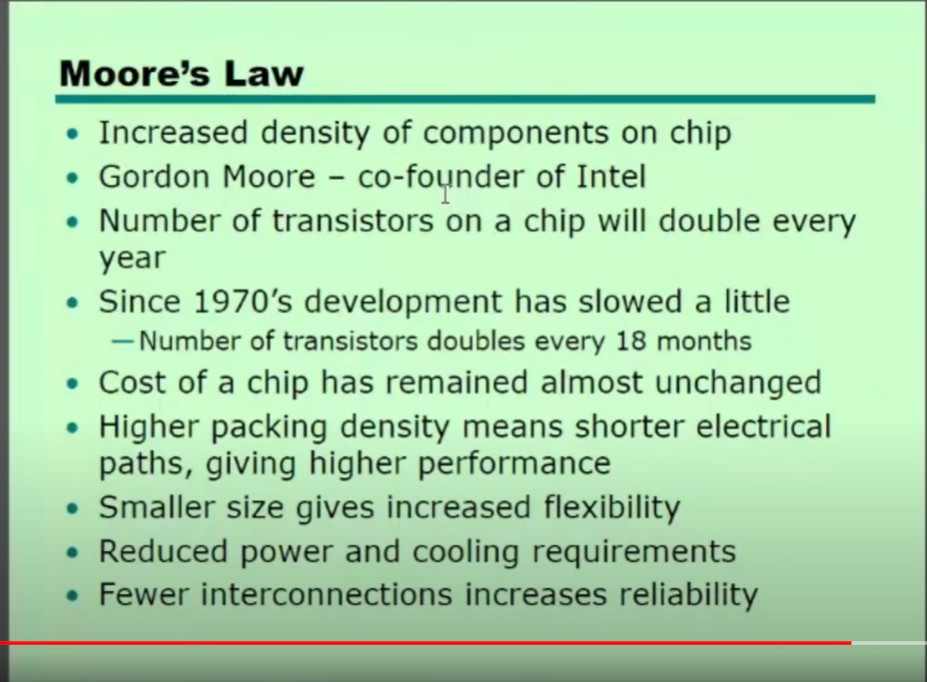 Moore’s Law
• Increased density of components on chip
• Gordon Moore – co-founder of Intel
• Number of transistors on a chip will double every
year
• Since 1970’s development has slowed a little
—Number of transistors doubles every 18 months
• Cost of a chip has remained almost unchanged
• Higher packing density means shorter electrical
paths, giving higher performance
• Smaller size gives increased flexibility
• Reduced power and cooling requirements
• Fewer interconnections increases reliability